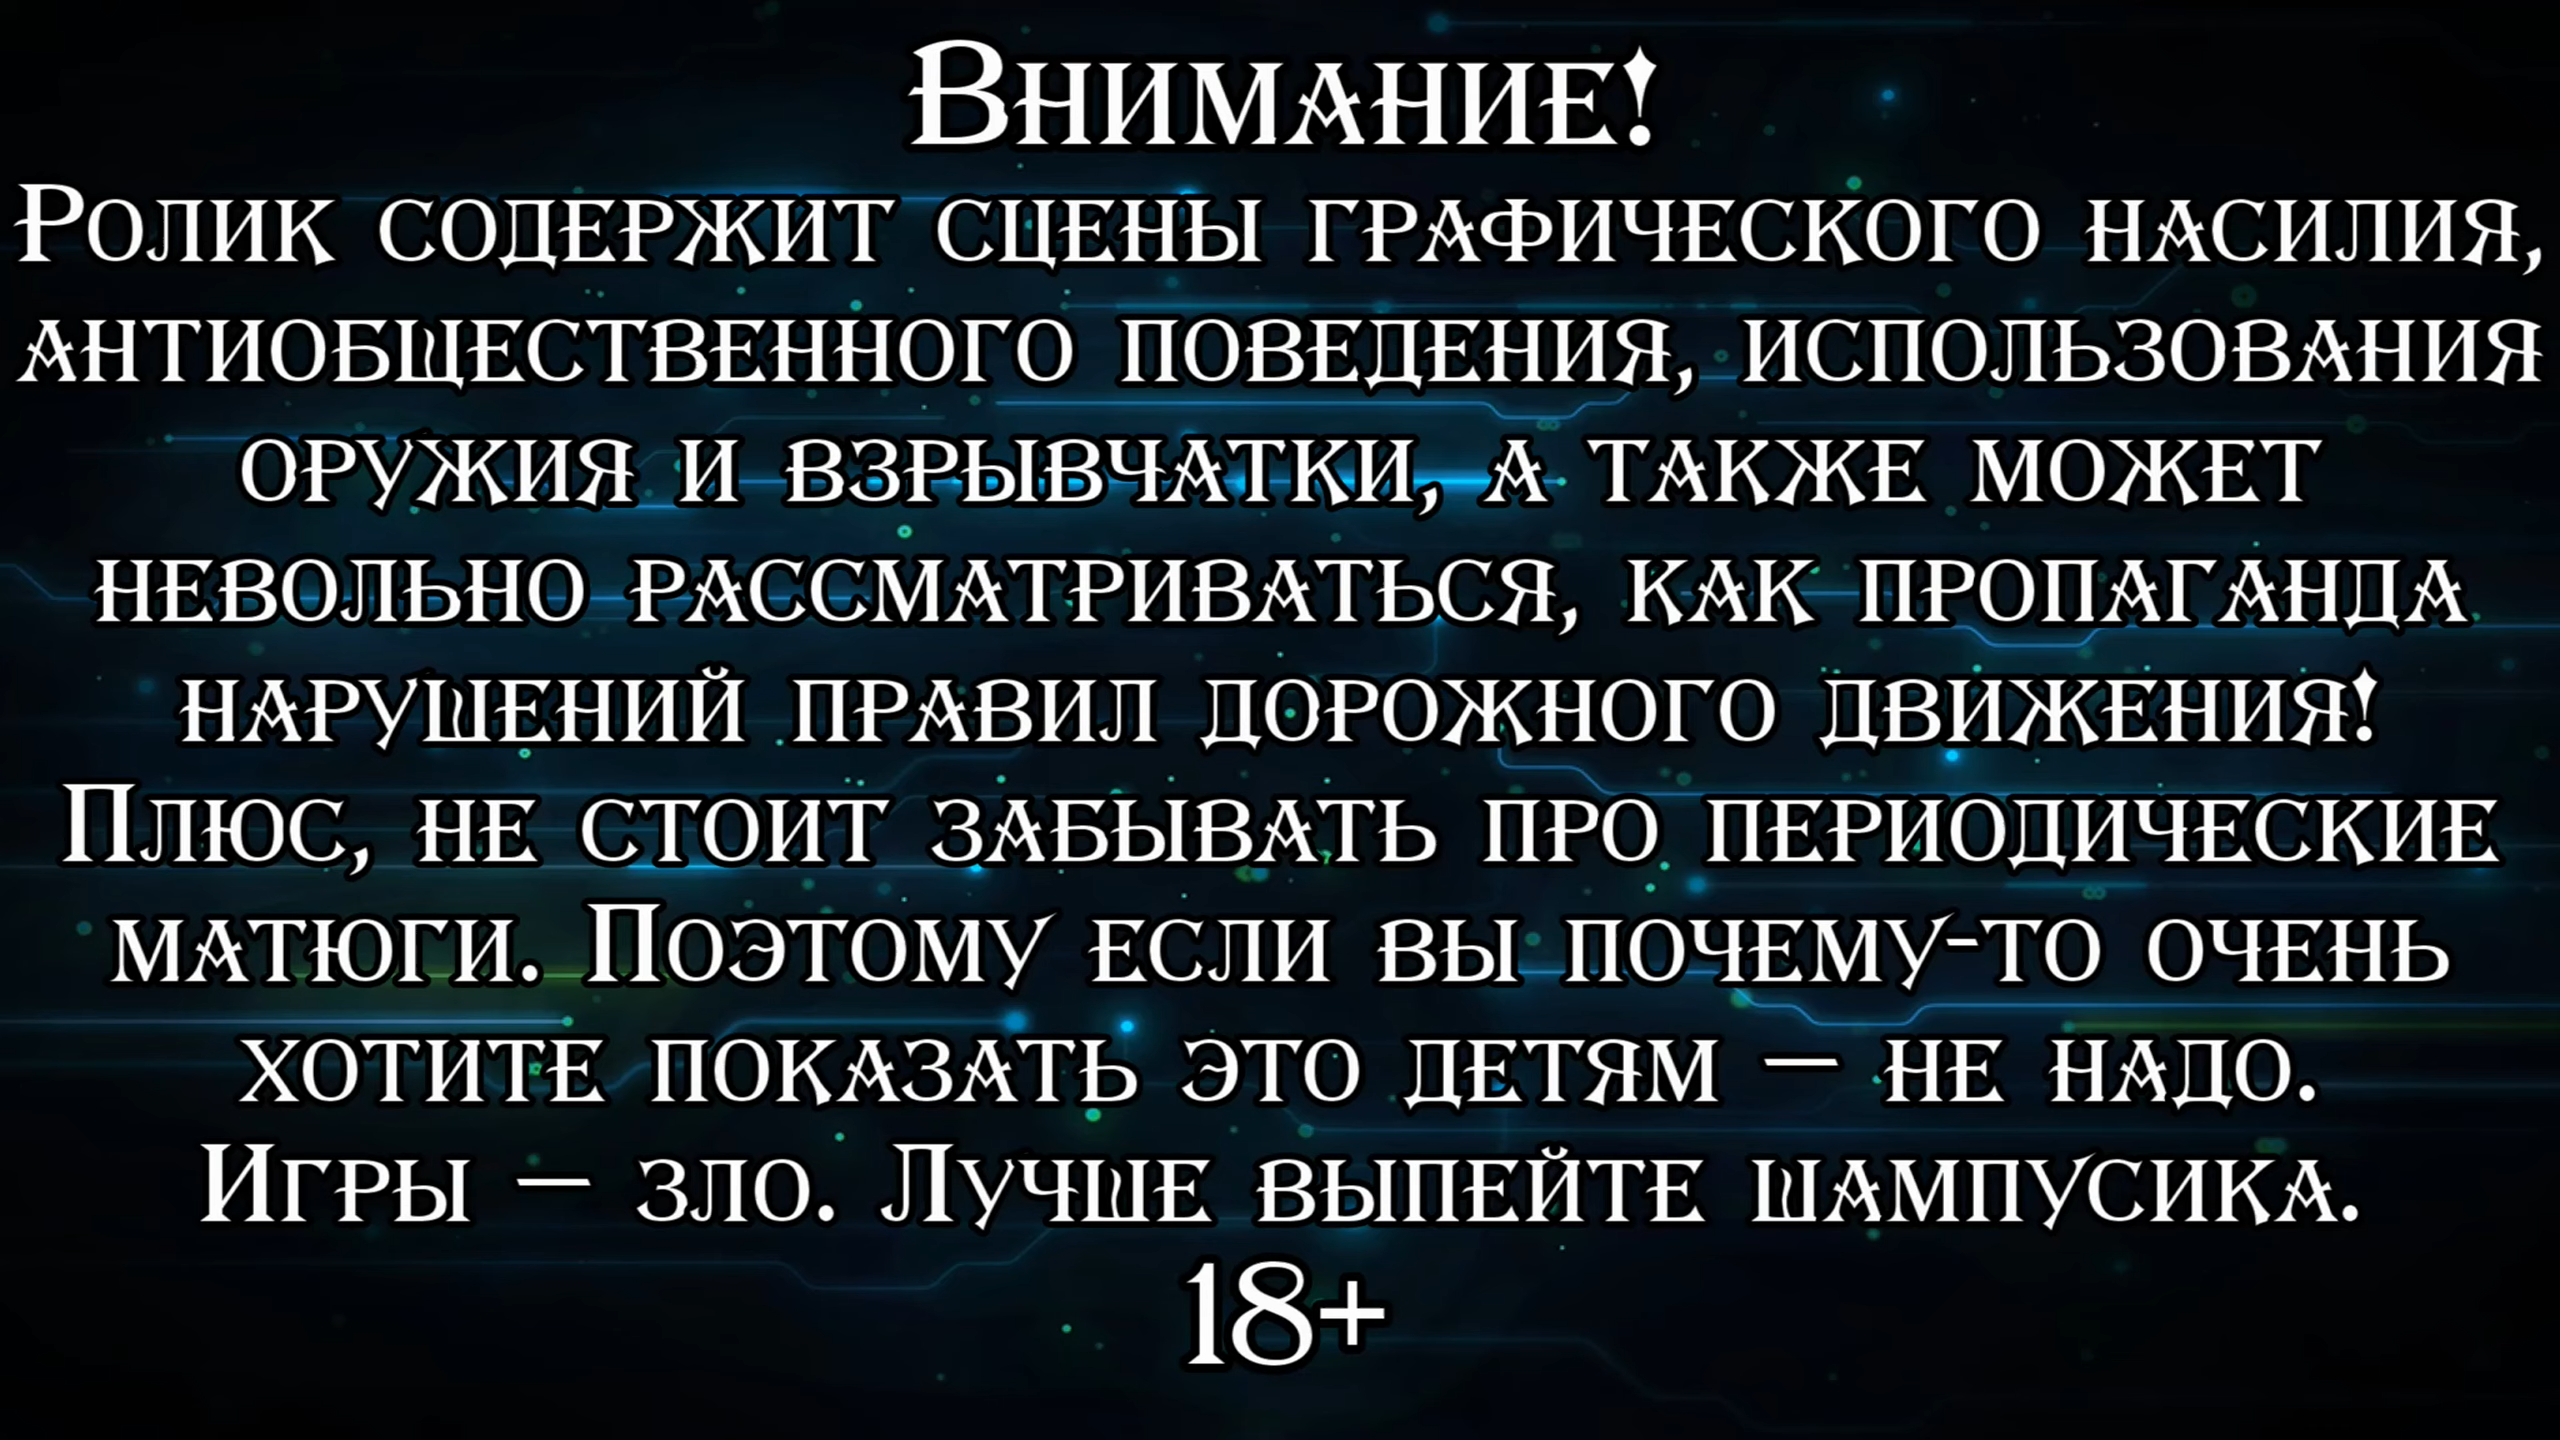 Внимание!
Ролик содержит сцены графического насилия,
антиобщественного поведения, использования
оружия и взрывчатки, а также может
невольно рассматриваться, как пропаганда
нарушений правил дорожного движения!
Плюс, не стоит забывать про периодические
матюги. Поэтому если вы почему-то очень
хотите показать это детям — не надо.
Игры — зло. Лучше выпейте шампусика.
18+